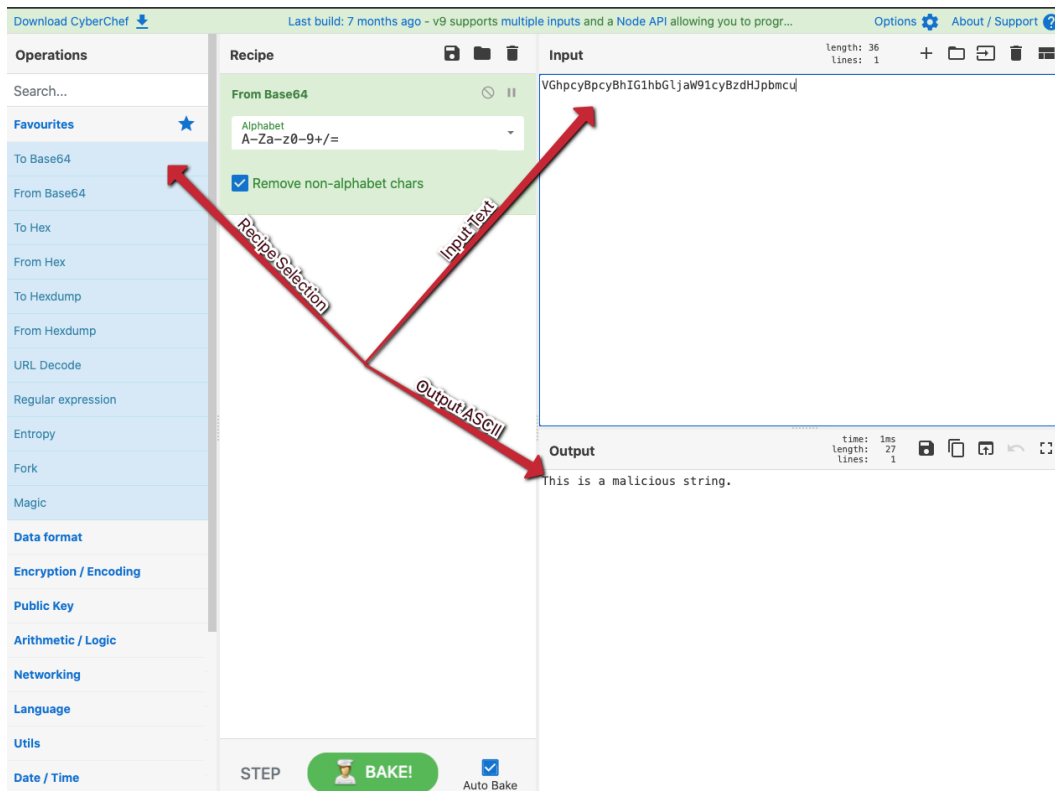 Download CyberChef
Last build: 7 months ago - v9 supports multiple inputs and a Node API allowing you to progr...
Options
About / Support
Operations
Search...
Favourites
To Base64
From Base64
To Hex
From Hex
To Hexdump
From Hexdump
URL Decode
Regular expression
Entropy
Fork
Magic
Data format
Encryption / Encoding
Public Key
Arithmetic / Logic
Networking
Language
Utils
Date / Time
Recipe
From Base64
Alphabet
A-Za-z0-9+/=
Remove non-alphabet chars
Recipe Selection
Input Text
Output ASCII
STEP
BAKE!
Auto Bake
Input
length: 36
lines: 1
VGhpcyBpcyBhIG1hbGljaW91cyBzdHJpbmcu
Output
time: 1ms
length: 27
lines: 1
This is a malicious string.